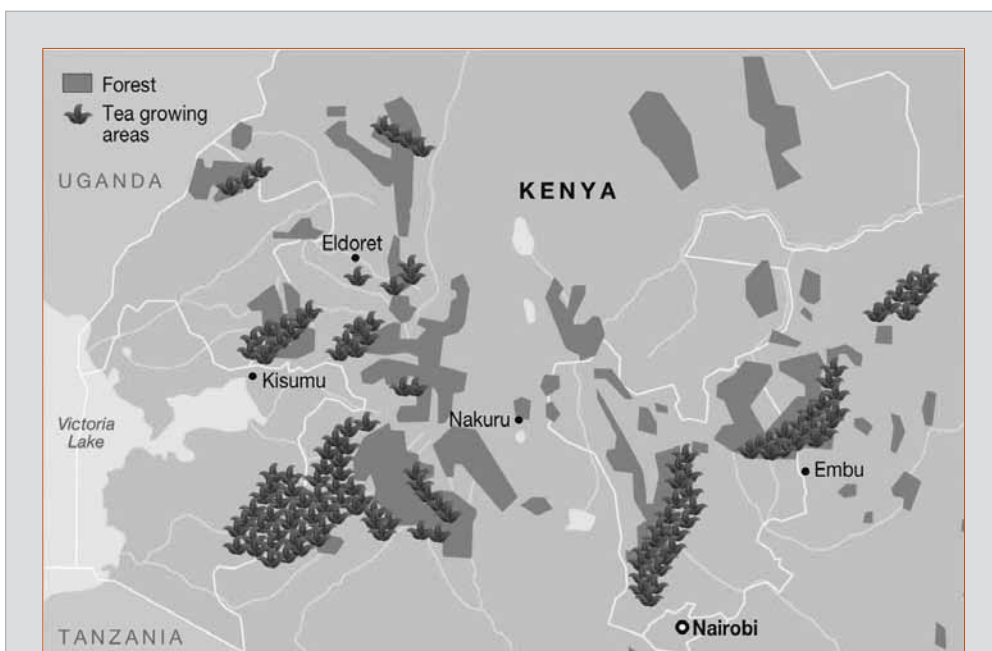 Forest
Tea growing
areas
UGANDA
KENYA
Eldoret
Kisumu
Victoria
Lake
Nakuru
Embu
Nairobi
TANZANIA